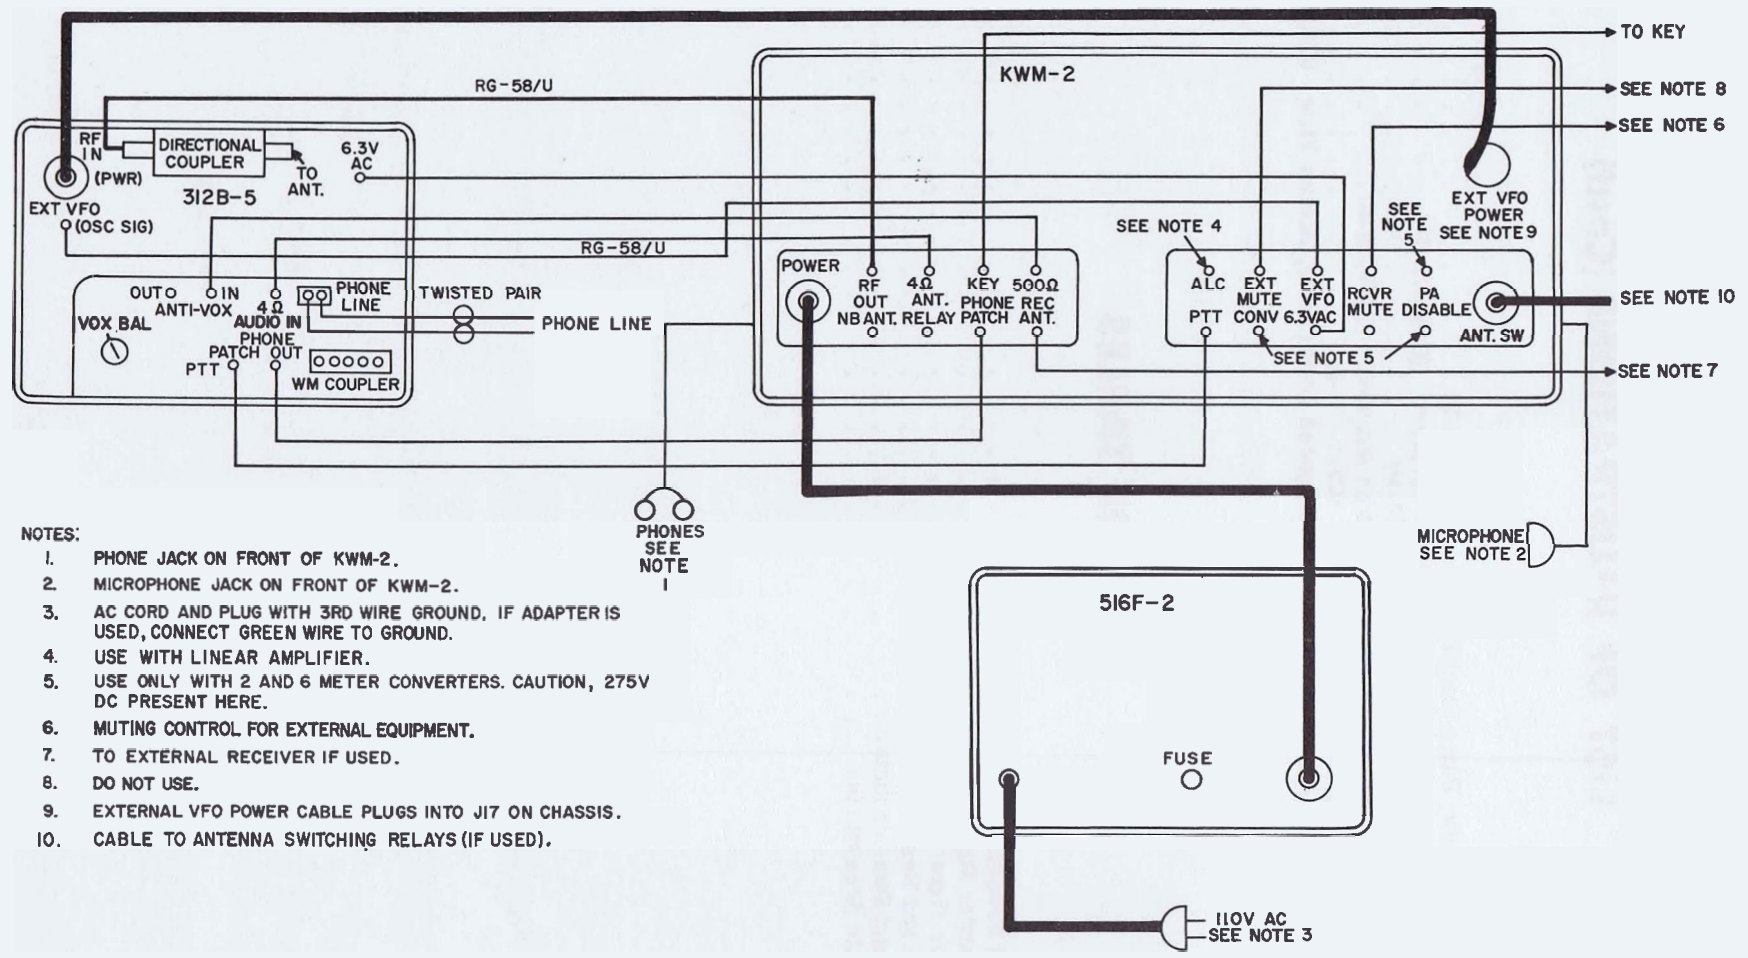 TO KEY
KWM-2
RG-58/U
SEE NOTE 8
SEE NOTE 6
RF
IN
DIRECTIONAL
COUPLER
6.3V
AC
(PWR)
TO
ANT.
312B-5
EXT VFO
(OSC SIG)
EXT VFO
POWER
SEE NOTE 9
SEE
NOTE
5
SEE NOTE 4
RG-58/U
POWER
OUT
IN
ANTI-VOX
4Ω
AUDIO IN
PHONE
LINE
TWISTED PAIR
PHONE LINE
VOX BAL
PHONE
PATCH OUT
PTT
WM COUPLER
RF
OUT
NB ANT.
4Ω
ANT.
RELAY
KEY
PHONE
PATCH
500Ω
REC
ANT.
ALC
PTT
EXT
MUTE
CONV
EXT
VFO
6.3VAC
RCVR
MUTE
PA
DISABLE
ANT. SW
SEE NOTE 10
SEE NOTE 5
SEE NOTE 7
PHONES
SEE
NOTE
1
MICROPHONE
SEE NOTE 2
NOTES:
1. PHONE JACK ON FRONT OF KWM-2.
2. MICROPHONE JACK ON FRONT OF KWM-2.
3. AC CORD AND PLUG WITH 3RD WIRE GROUND. IF ADAPTER IS
USED, CONNECT GREEN WIRE TO GROUND.
4. USE WITH LINEAR AMPLIFIER.
5. USE ONLY WITH 2 AND 6 METER CONVERTERS. CAUTION, 275V
DC PRESENT HERE.
6. MUTING CONTROL FOR EXTERNAL EQUIPMENT.
7. TO EXTERNAL RECEIVER IF USED.
8. DO NOT USE.
9. EXTERNAL VFO POWER CABLE PLUGS INTO J17 ON CHASSIS.
10. CABLE TO ANTENNA SWITCHING RELAYS (IF USED).
516F-2
FUSE
110V AC
SEE NOTE 3